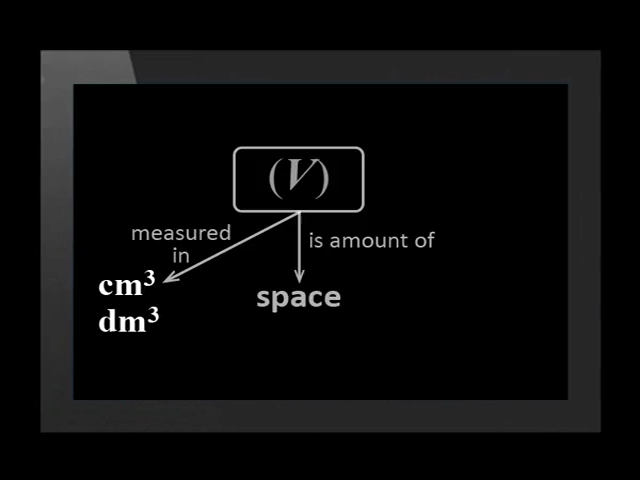 (V)
measured
in
is amount of
cm³
dm³
space